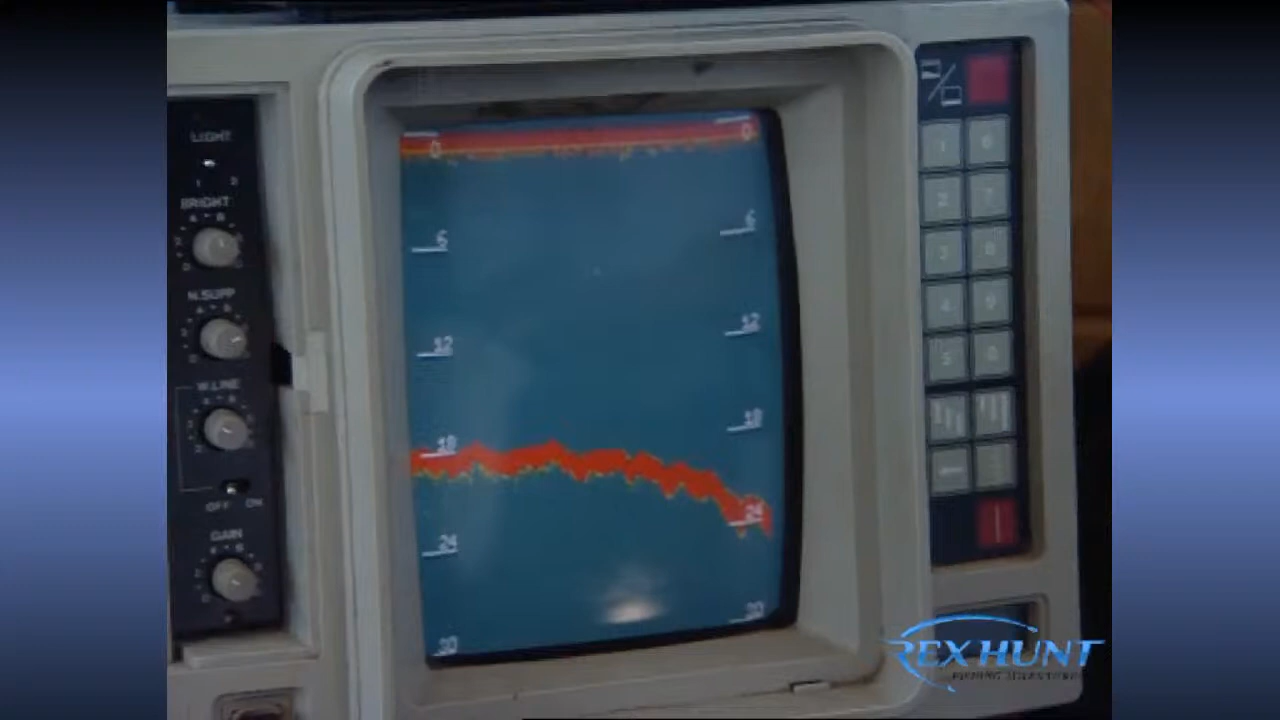 LIGHT
BRIGHT
N.SUPP
W.LINE
OFF ON
GAIN
0 0
6 6
12 12
18 18
24 24
30 30
1 6
2 7
3 8
4 9
5 0
REX HUNT